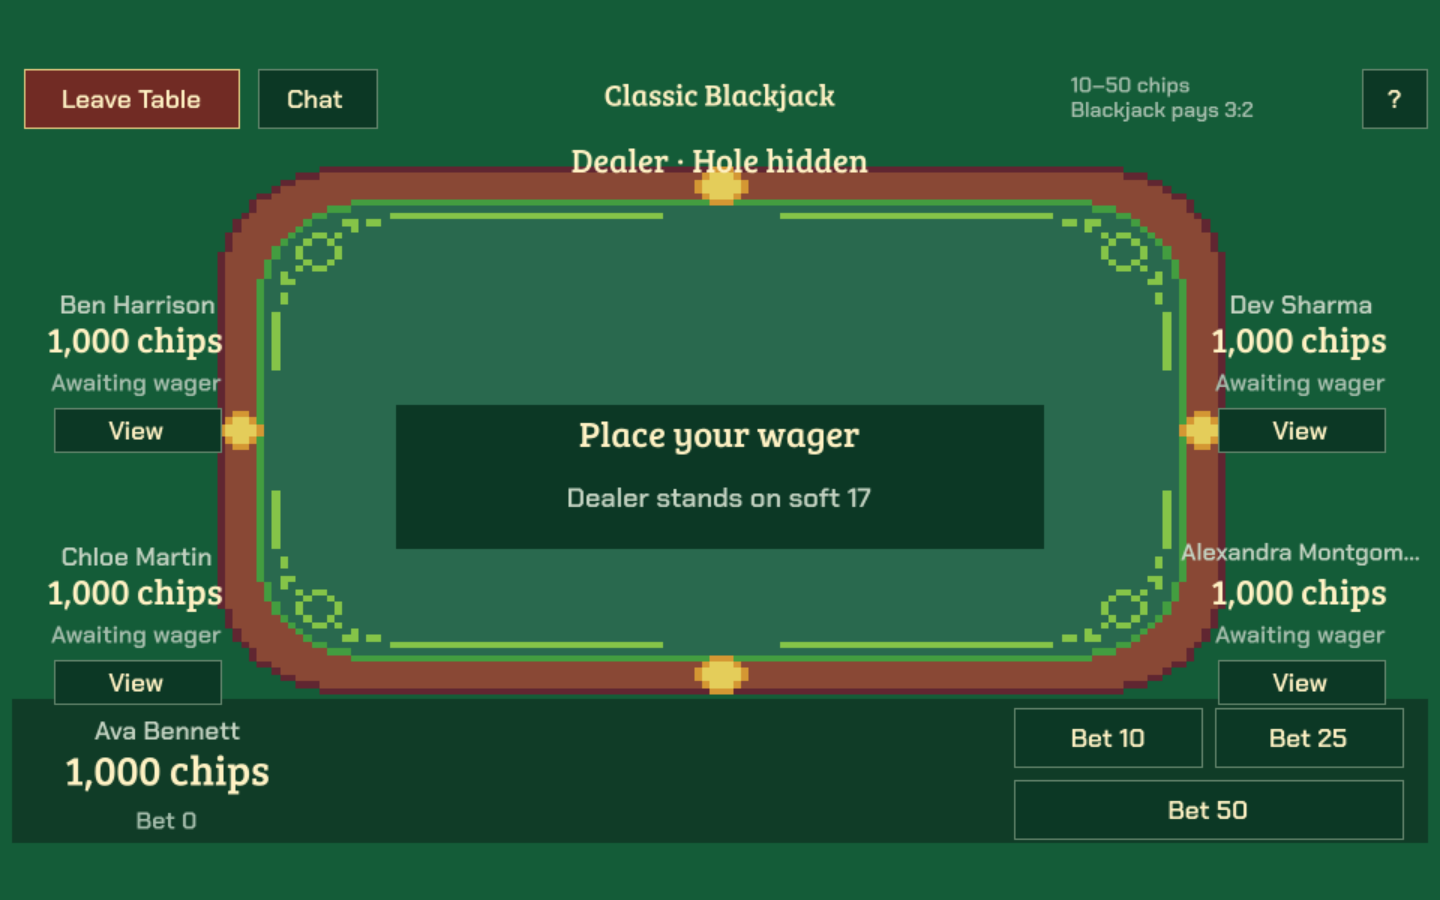 Leave Table
Chat
Classic Blackjack
10–50 chips
Blackjack pays 3:2
?
Dealer · Hole hidden
Ben Harrison
1,000 chips
Awaiting wager
View
Dev Sharma
1,000 chips
Awaiting wager
View
Place your wager
Dealer stands on soft 17
Chloe Martin
1,000 chips
Awaiting wager
View
Alexandra Montgom...
1,000 chips
Awaiting wager
View
Ava Bennett
1,000 chips
Bet 0
Bet 10
Bet 25
Bet 50